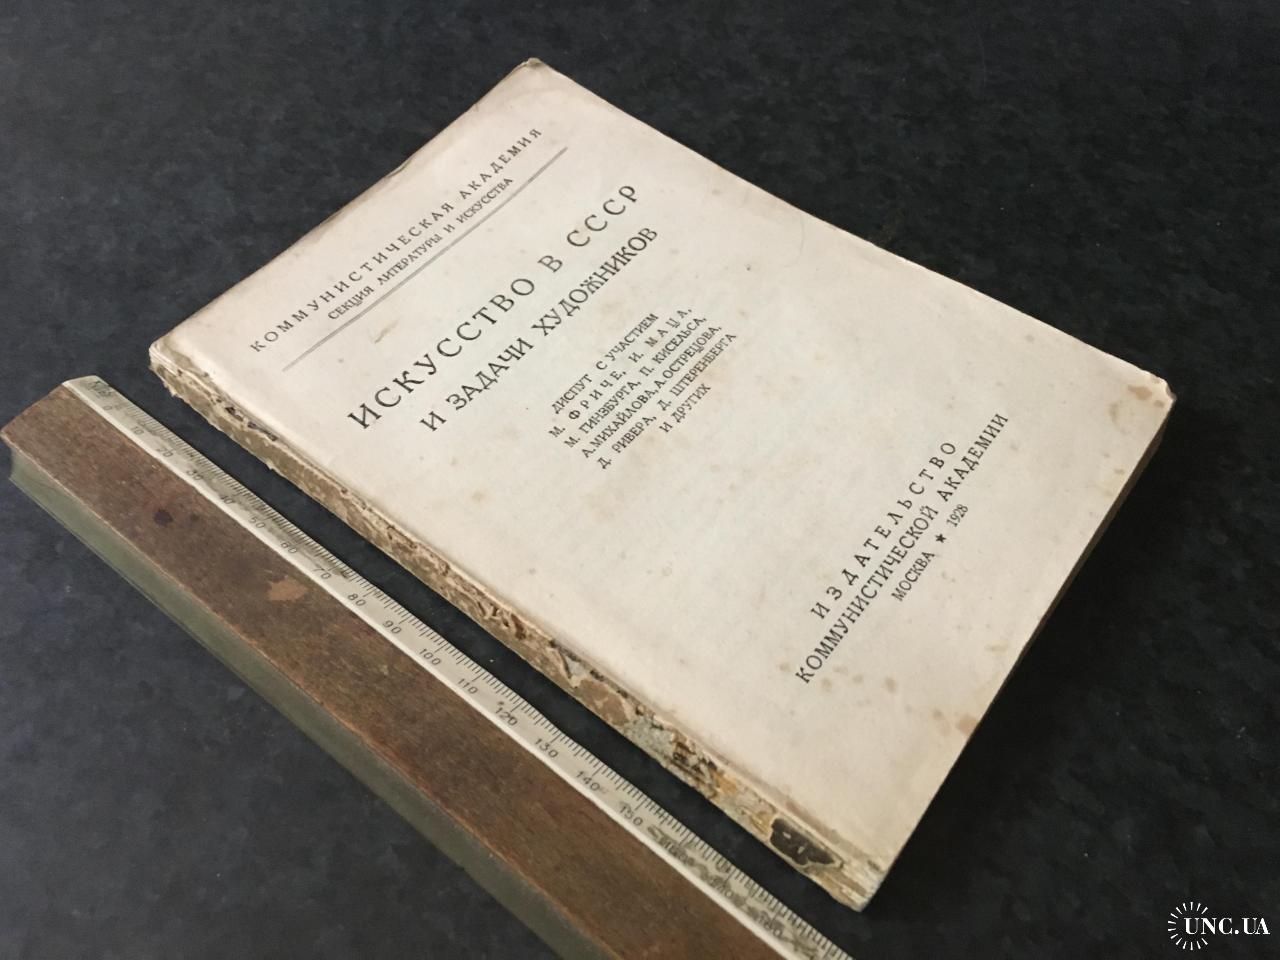 КОММУНИСТИЧЕСКАЯ АКАДЕМИЯ
СЕКЦИЯ ЛИТЕРАТУРЫ И ИСКУССТВА
ИСКУССТВО В СССР
И ЗАДАЧИ ХУДОЖНИКОВ
ДИСПУТ С УЧАСТИЕМ
М. ФРИЧЕ, И. МАЦА,
М. ГИНЗБУРГА, П. КИСЕЛЬСА,
А. МИХАЙЛОВА, А. ОСТРЕЦОВА,
Д. РИВЕРА, Д. ШТЕРЕНБЕРГА
И ДРУГИХ
ИЗДАТЕЛЬСТВО
КОММУНИСТИЧЕСКОЙ АКАДЕМИИ
МОСКВА ★ 1928
0 10 20 30 40 50 60 70 80 90 100 110 120 130 140 150
UNC.UA